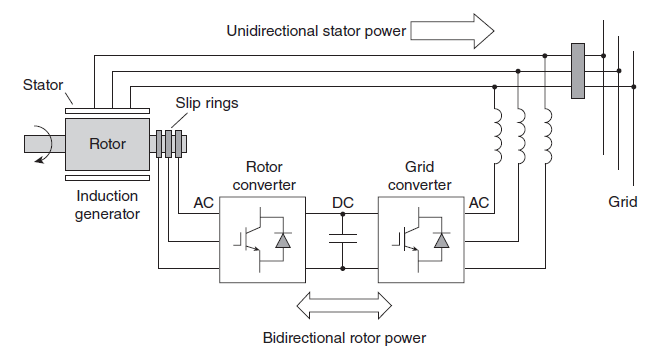 Unidirectional stator power
Stator
Slip rings
Rotor
Rotor
converter
Grid
converter
Induction
generator
AC
DC
AC
Grid
Bidirectional rotor power